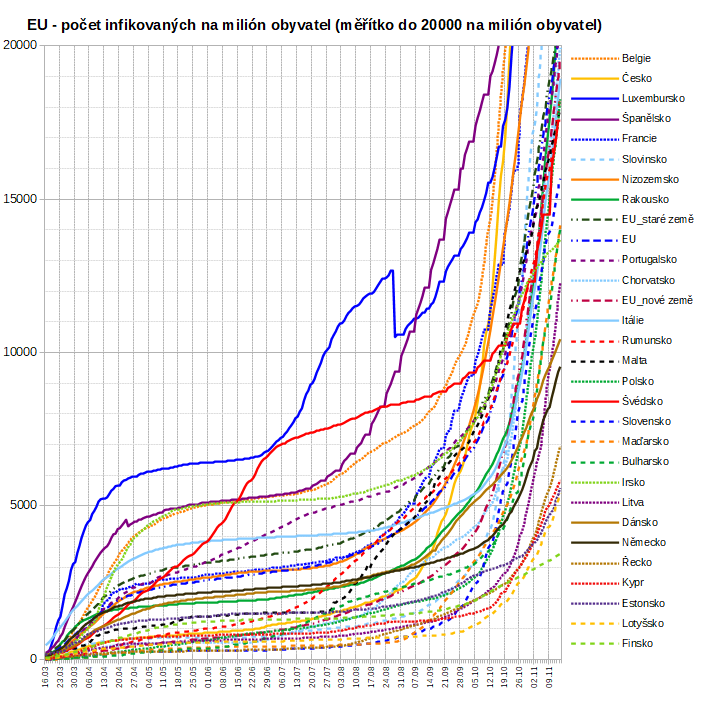 EU - počet infikovaných na milión obyvatel (měřítko do 20000 na milión obyvatel)
20000
15000
10000
5000
0
Belgie
Česko
Luxembursko
Španělsko
Francie
Slovinsko
Nizozemsko
Rakousko
EU_staré země
EU
Portugalsko
Chorvatsko
EU_nové země
Itálie
Rumunsko
Malta
Polsko
Švédsko
Slovensko
Maďarsko
Bulharsko
Irsko
Litva
Dánsko
Německo
Řecko
Kypr
Estonsko
Lotyšsko
Finsko
16.03
23.03
30.03
06.04
13.04
20.04
27.04
04.05
11.05
18.05
25.05
01.06
08.06
15.06
22.06
29.06
06.07
13.07
20.07
27.07
03.08
10.08
17.08
24.08
31.08
07.09
14.09
21.09
28.09
05.10
12.10
19.10
26.10
02.11
09.11